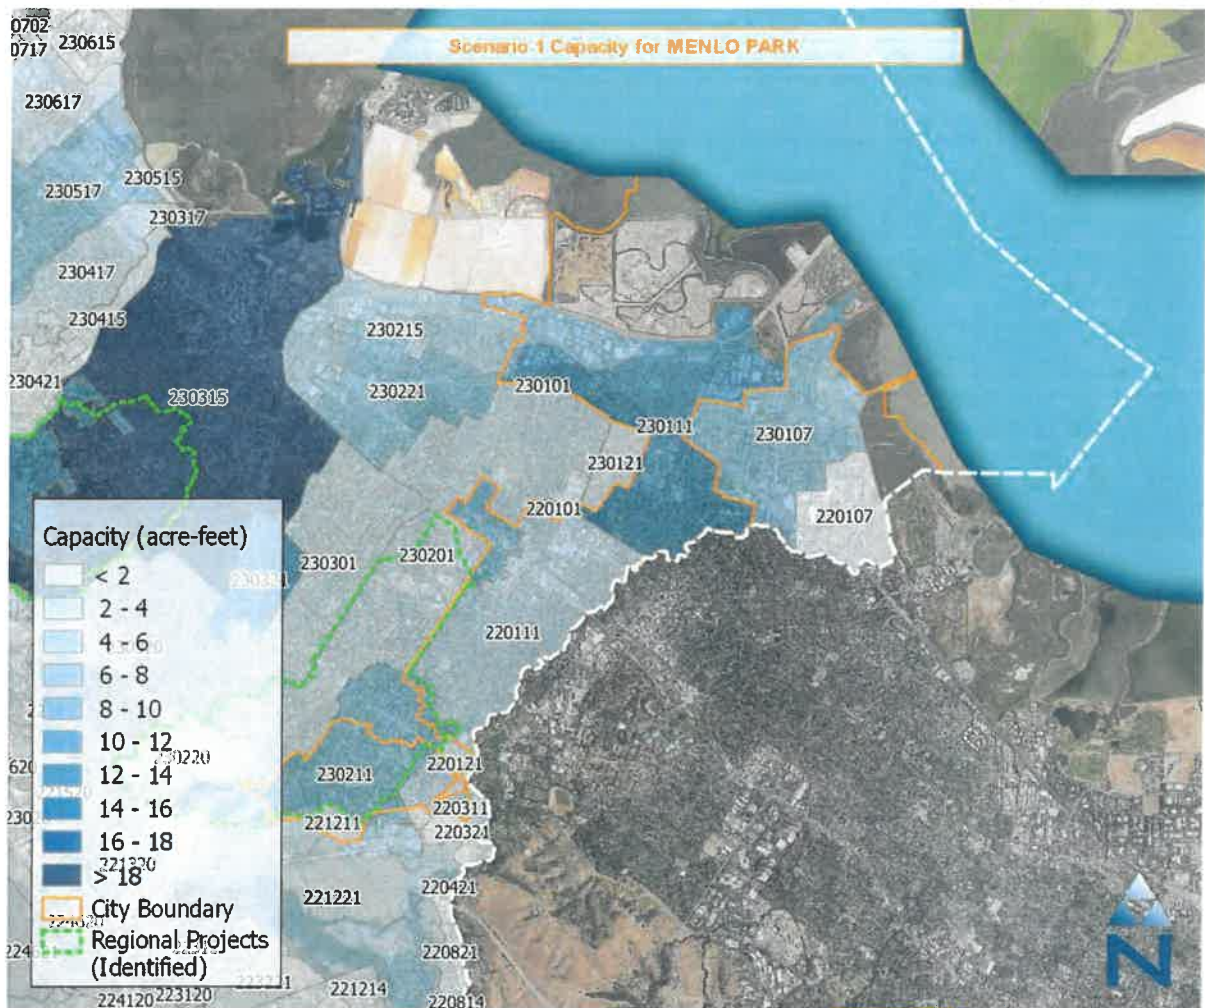 0702
0717
230615
Scenario 1 Capacity for MENLO PARK
230617
230515
230517
230317
230417
230415
230215
230421
230101
230221
230315
230111
230107
230121
220101
220107
230201
230301
220111
Capacity (acre-feet)
< 2
2 - 4
4 - 6
6 - 8
8 - 10
10 - 12
12 - 14
14 - 16
16 - 18
> 18
City Boundary
Regional Projects
(Identified)
230220
230211
220121
220311
221211
220321
221320
220421
221221
220821
221214
220814
223120
224120
N